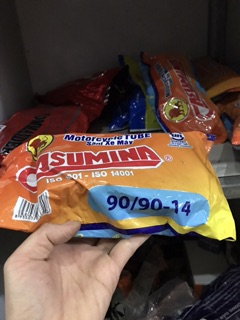 Motorcycle TUBE
Săm Xe Máy
CASUMINA
ISO 9001 - ISO 14001
90/90-14